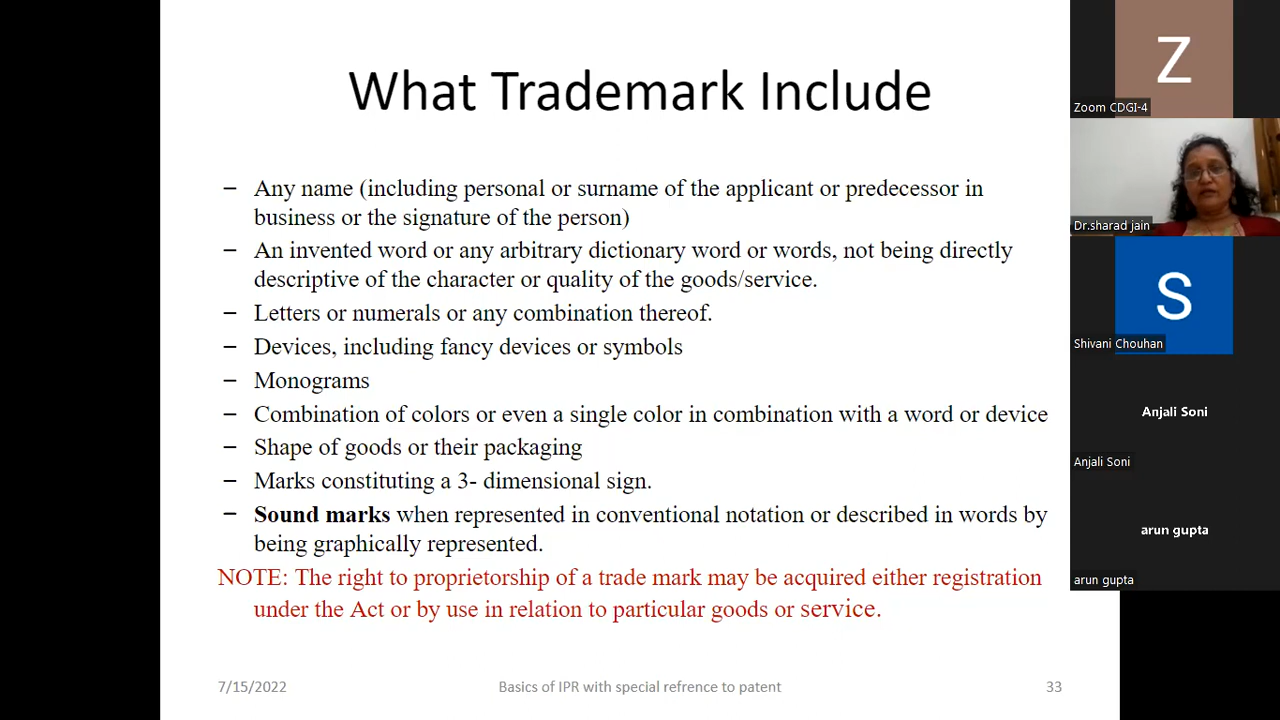 What Trademark Include
– Any name (including personal or surname of the applicant or predecessor in
business or the signature of the person)
– An invented word or any arbitrary dictionary word or words, not being directly
descriptive of the character or quality of the goods/service.
– Letters or numerals or any combination thereof.
– Devices, including fancy devices or symbols
– Monograms
– Combination of colors or even a single color in combination with a word or device
– Shape of goods or their packaging
– Marks constituting a 3- dimensional sign.
– Sound marks when represented in conventional notation or described in words by
being graphically represented.
NOTE: The right to proprietorship of a trade mark may be acquired either registration
under the Act or by use in relation to particular goods or service.
7/15/2022
Basics of IPR with special refrence to patent
33
Z
Zoom CDGI-4
Dr.sharad jain
S
Shivani Chouhan
Anjali Soni
Anjali Soni
arun gupta
arun gupta